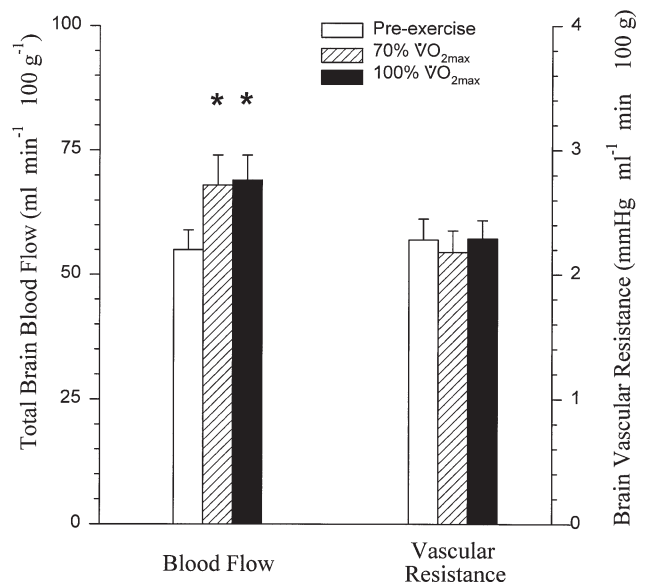 Total Brain Blood Flow (ml min⁻¹ 100 g⁻¹)
100
75
50
25
0
* *
Pre-exercise
70% V̇O₂max
100% V̇O₂max
4
3
2
1
0
Brain Vascular Resistance (mmHg ml⁻¹ min 100 g)
Blood Flow
Vascular
Resistance